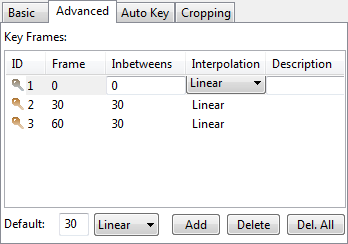 Basic Advanced Auto Key Cropping
Key Frames:
ID Frame Inbetweens Interpolation Description
1 0 0 Linear
2 30 30 Linear
3 60 30 Linear
Default: 30 Linear Add Delete Del. All